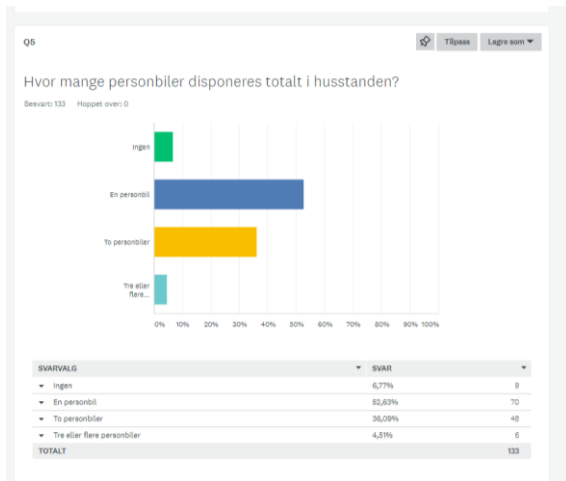 Q5
Tilpass
Lagre som
Hvor mange personbiler disponeres totalt i husstanden?
Besvart: 133 Hoppet over: 0
Ingen
En personbil
To personbiler
Tre eller
flere...
0% 10% 20% 30% 40% 50% 60% 70% 80% 90% 100%
SVARVALG SVAR
Ingen 6,77% 9
En personbil 52,63% 70
To personbiler 36,09% 48
Tre eller flere personbiler 4,51% 6
TOTALT 133